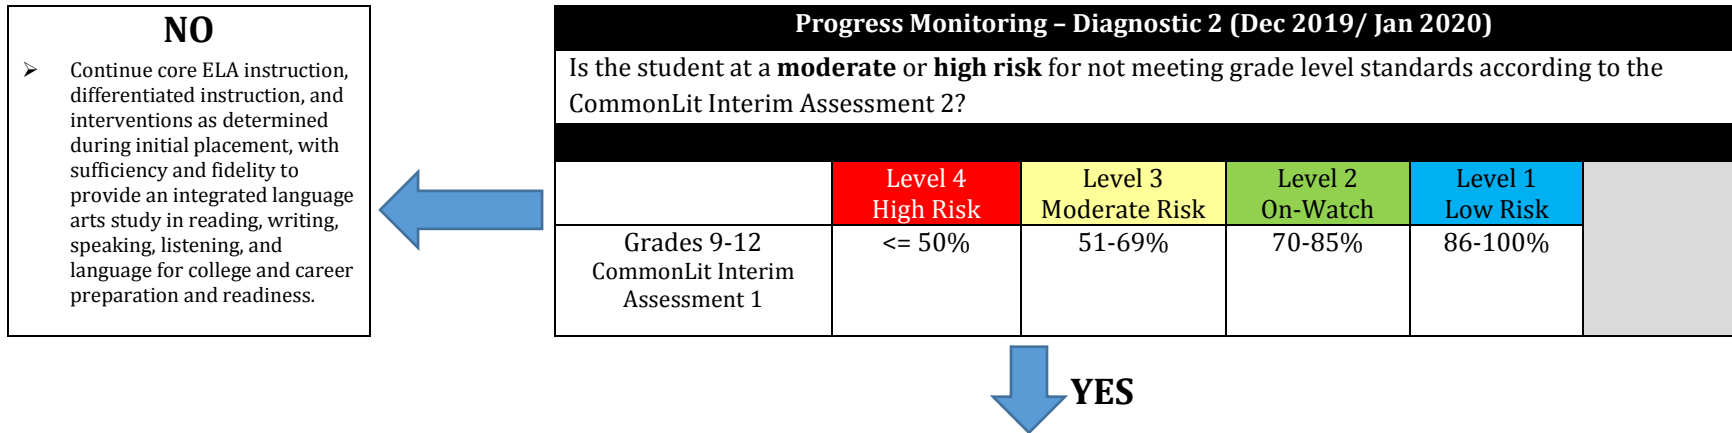 NO
➢ Continue core ELA instruction,
differentiated instruction, and
interventions as determined
during initial placement, with
sufficiency and fidelity to
provide an integrated language
arts study in reading, writing,
speaking, listening, and
language for college and career
preparation and readiness.
Progress Monitoring – Diagnostic 2 (Dec 2019/ Jan 2020)
Is the student at a moderate or high risk for not meeting grade level standards according to the
CommonLit Interim Assessment 2?
Level 4 Level 3 Level 2 Level 1
High Risk Moderate Risk On-Watch Low Risk
Grades 9-12 <= 50% 51-69% 70-85% 86-100%
CommonLit Interim
Assessment 1
YES